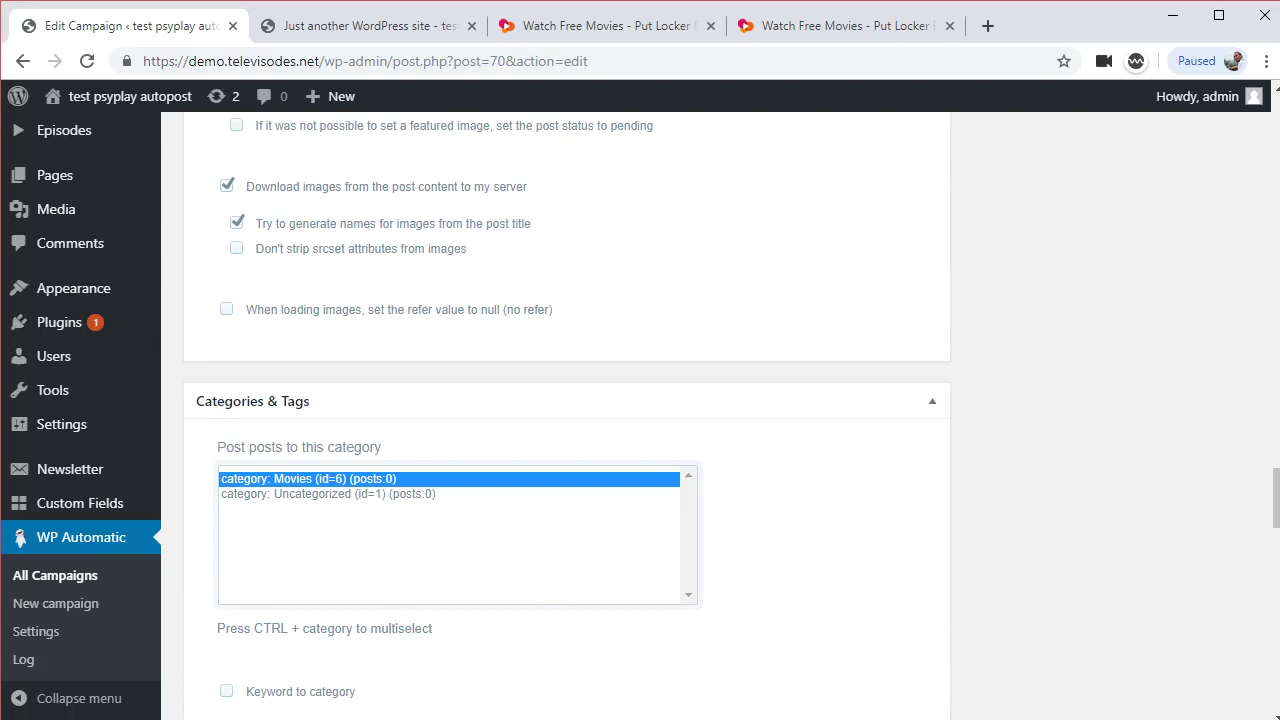 Edit Campaign ‹ test psyplay auto
Just another WordPress site - tes
Watch Free Movies - Put Locker F
Watch Free Movies - Put Locker F
https://demo.televisodes.net/wp-admin/post.php?post=70&action=edit
Paused
test psyplay autopost
2
0
New
Howdy, admin
Episodes
Pages
Media
Comments
Appearance
Plugins 1
Users
Tools
Settings
Newsletter
Custom Fields
WP Automatic
All Campaigns
New campaign
Settings
Log
Collapse menu
If it was not possible to set a featured image, set the post status to pending
Download images from the post content to my server
Try to generate names for images from the post title
Don't strip srcset attributes from images
When loading images, set the refer value to null (no refer)
Categories & Tags
Post posts to this category
category: Movies (id=6) (posts:0)
category: Uncategorized (id=1) (posts:0)
Press CTRL + category to multiselect
Keyword to category